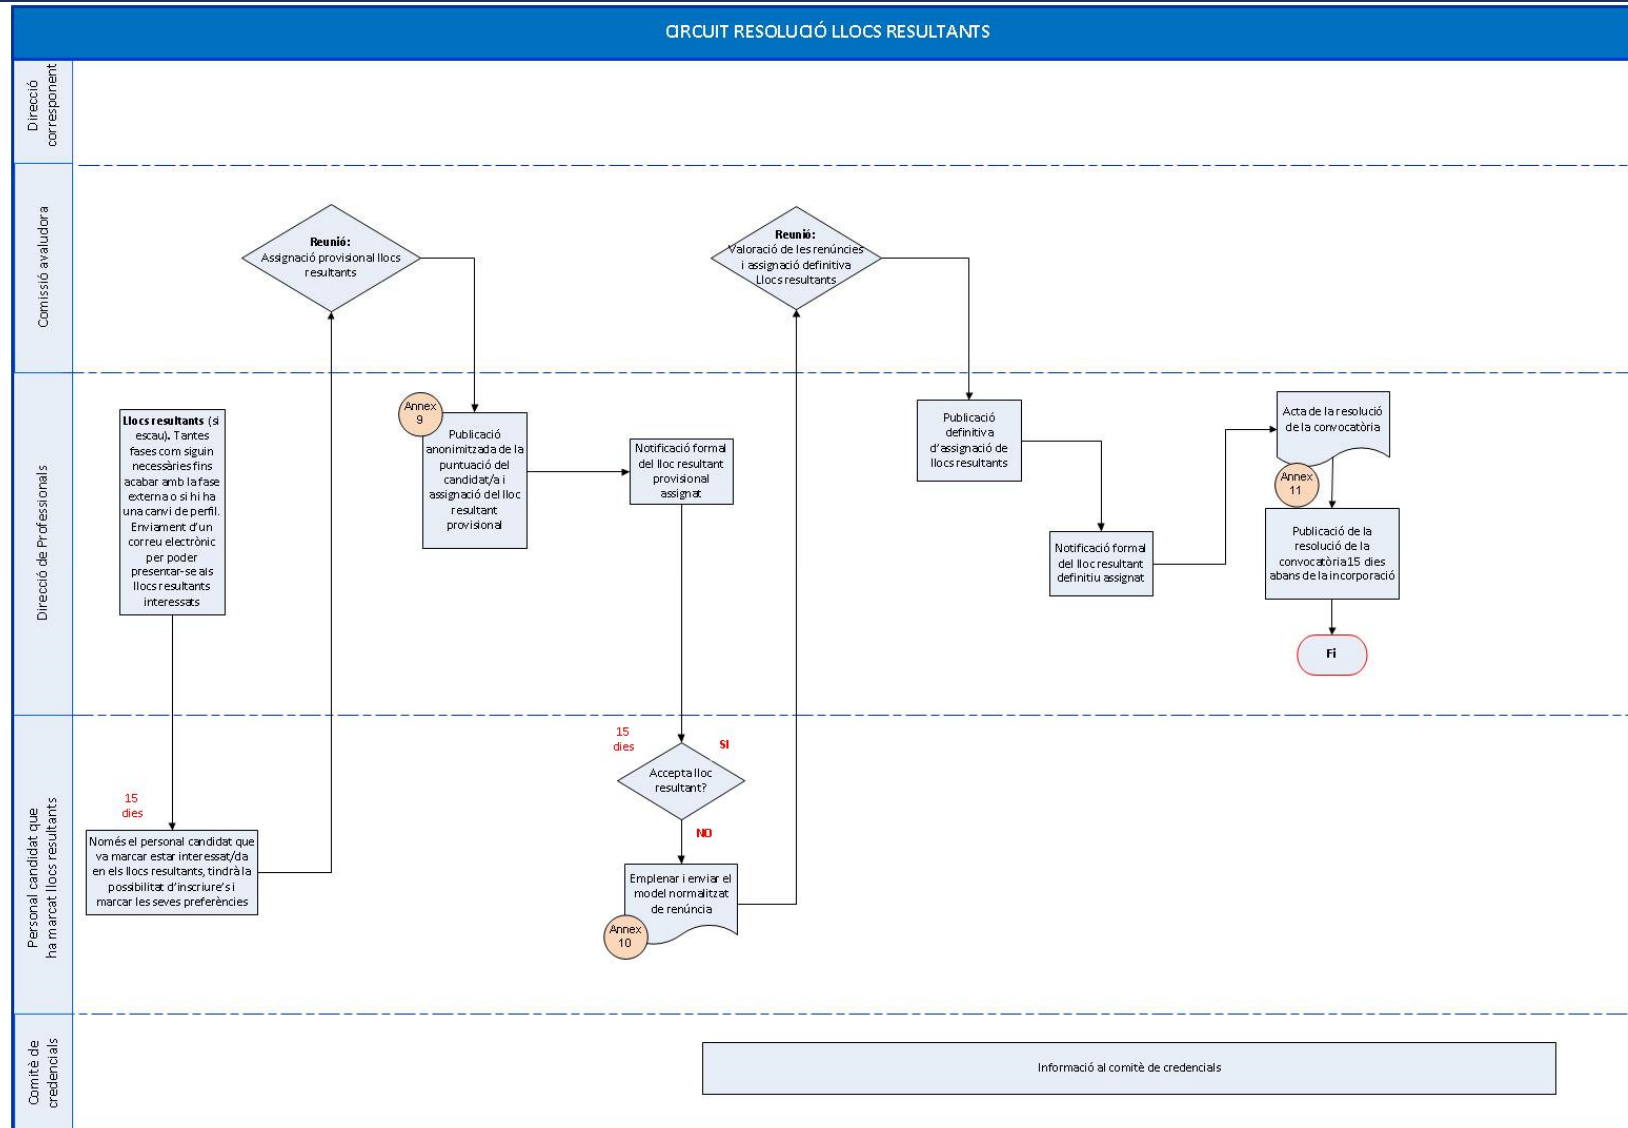 CIRCUIT RESOLUCIÓ LLOCS RESULTANTS
Direcció
corresponent
Comissió avaludora
Reunió:
Assignació provisional llocs
resultants
Reunió:
Valoració de les renúncies
i assignació definitiva
Llocs resultants
Direcció de Professionals
Llocs resultants (si
escau). Tantes
fases com siguin
necessàries fins
acabar amb la fase
externa o si hi ha
una canvi de perfil.
Enviament d'un
correu electrònic
per poder
presentar-se als
llocs resultants
interessats
Annex
9
Publicació
anonimitzada de la
puntuació del
candidat/a i
assignació del lloc
resultant
provisional
Notificació formal
del lloc resultant
provisional
assignat
Publicació
definitiva
d'assignació de
llocs resultants
Notificació formal
del lloc resultant
definitiu assignat
Acta de la resolució
de la convocatòria
Annex
11
Publicació de la
resolució de la
convocatòria 15 dies
abans de la incorporació
Fi
Personal candidat que
ha marcat llocs resultants
15
dies
Només el personal candidat que
va marcar estar interessat/da
en els llocs resultants, tindrà la
possibilitat d'inscriure's i
marcar les seves preferències
15
dies
SI
Accepta lloc
resultant?
NO
Emplenar i enviar el
model normalitzat
de renúncia
Annex
10
Comitè de
credencials
Informació al comitè de credencials